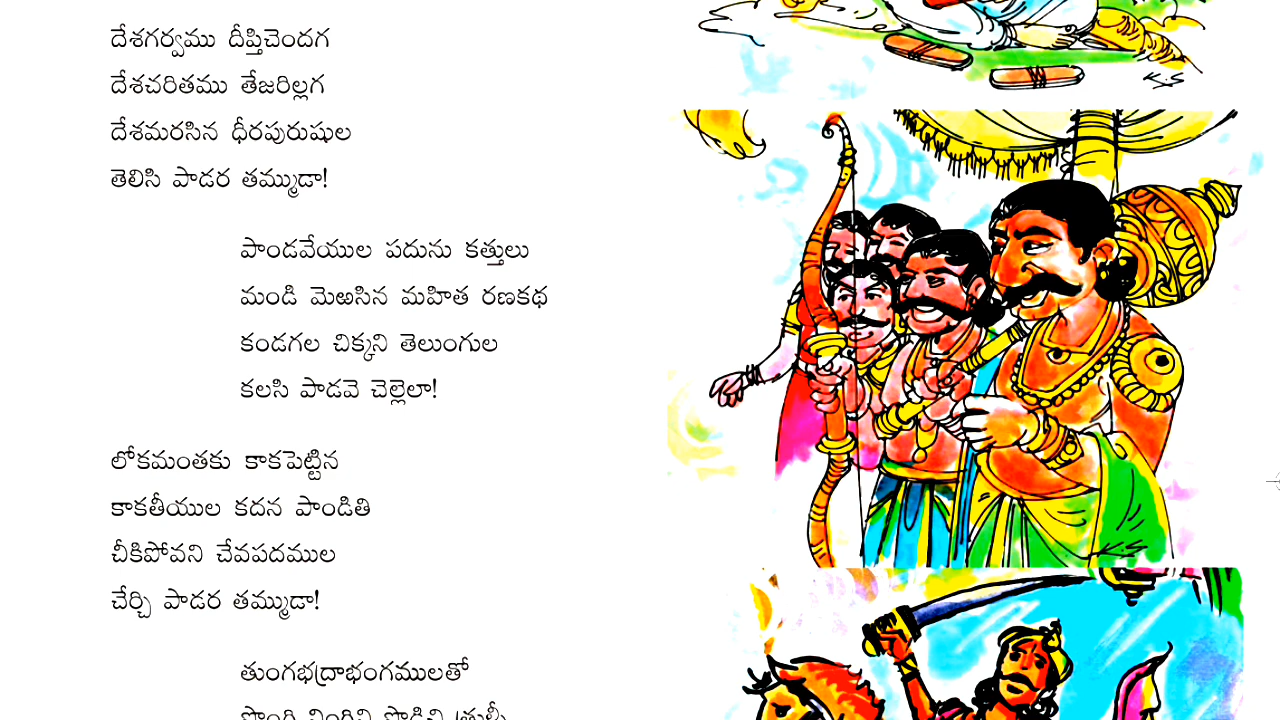 దేశగర్వము దీప్తిచెందగ
దేశచరితము తేజరిల్లగ
దేశమరసిన ధీరపురుషుల
తెలిసి పాడర తమ్ముడా!
పాండవేయుల పదును కత్తులు
మండి మెఱసిన మహిత రణకథ
కండగల చిక్కని తెలుంగుల
కలసి పాడవె చెల్లెలా!
లోకమంతకు కాకపెట్టిన
కాకతీయుల కదన పాండితి
చీకిపోవని చేవపదముల
చేర్చి పాడర తమ్ముడా!
తుంగభద్రాభంగములతో
K.S